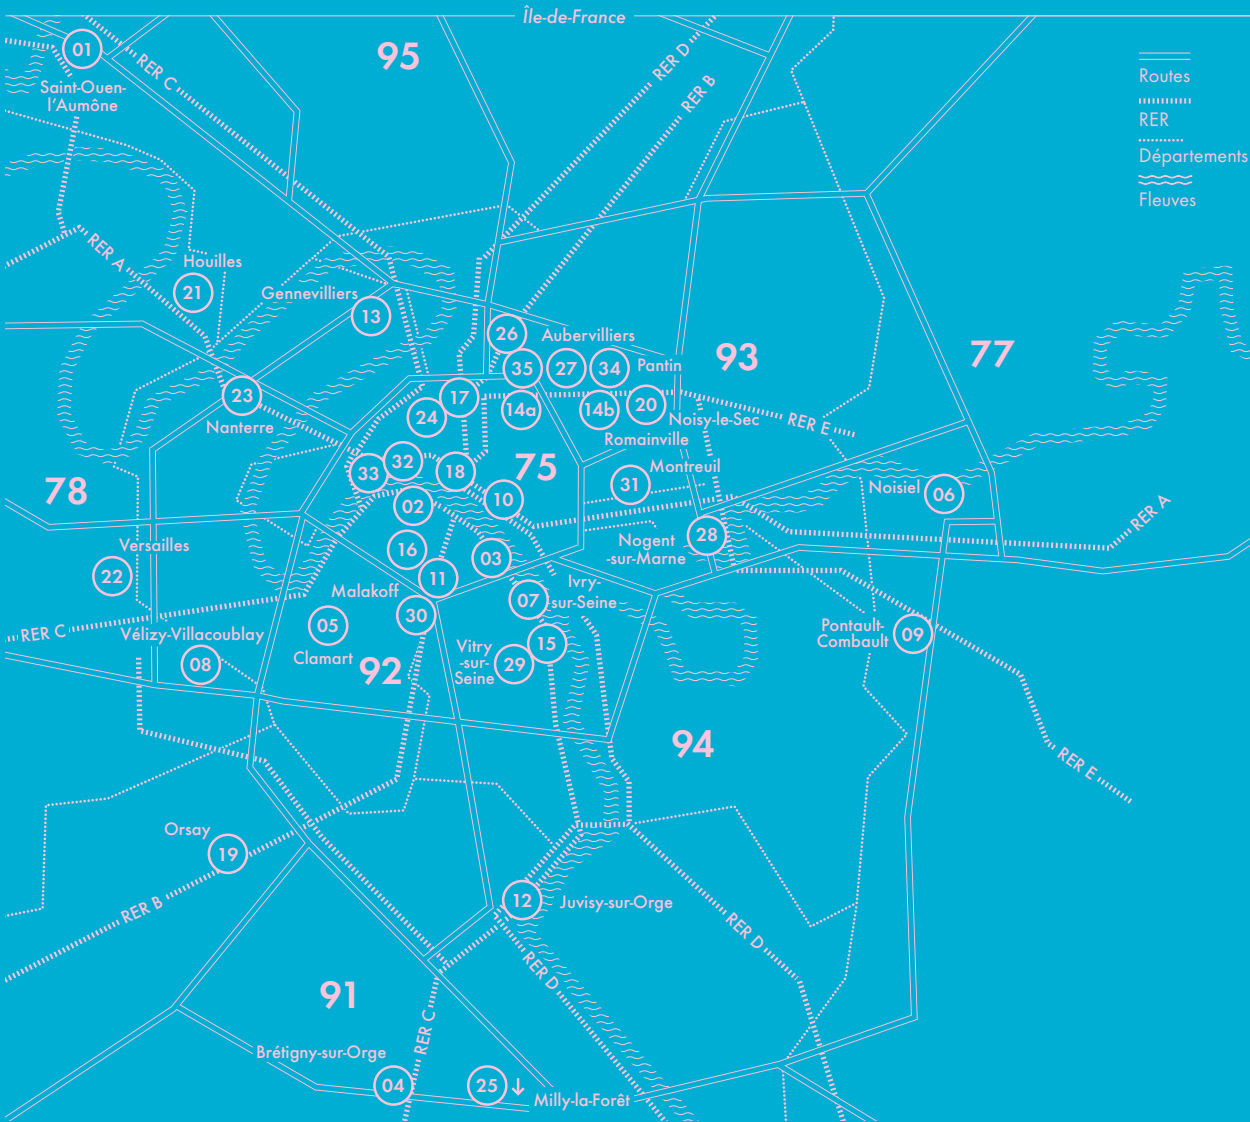 Île-de-France
01
Saint-Ouen-
l'Aumône
RER C
95
RER D
RER B
Routes
RER
Départements
Fleuves
RER A
Houilles
21
Gennevilliers
13
26
Aubervilliers
35
27
34
Pantin
93
77
23
Nanterre
17
24
14a
14b
20
Noisy-le-Sec
RER E
Romainville
33
32
18
75
Montreuil
31
78
02
10
Noisiel
06
RER A
Versailles
22
16
03
Nogent
-sur-Marne
28
11
Malakoff
30
07
Ivry-
sur-Seine
RER C
Vélizy-Villacoublay
08
05
Clamart
92
Vitry
-sur-
Seine
29
15
Pontault-
Combault
09
94
RER E
Orsay
19
RER B
12
Juvisy-sur-Orge
RER D
RER D
91
RER C
Brétigny-sur-Orge
04
25 ↓
Milly-la-Forêt